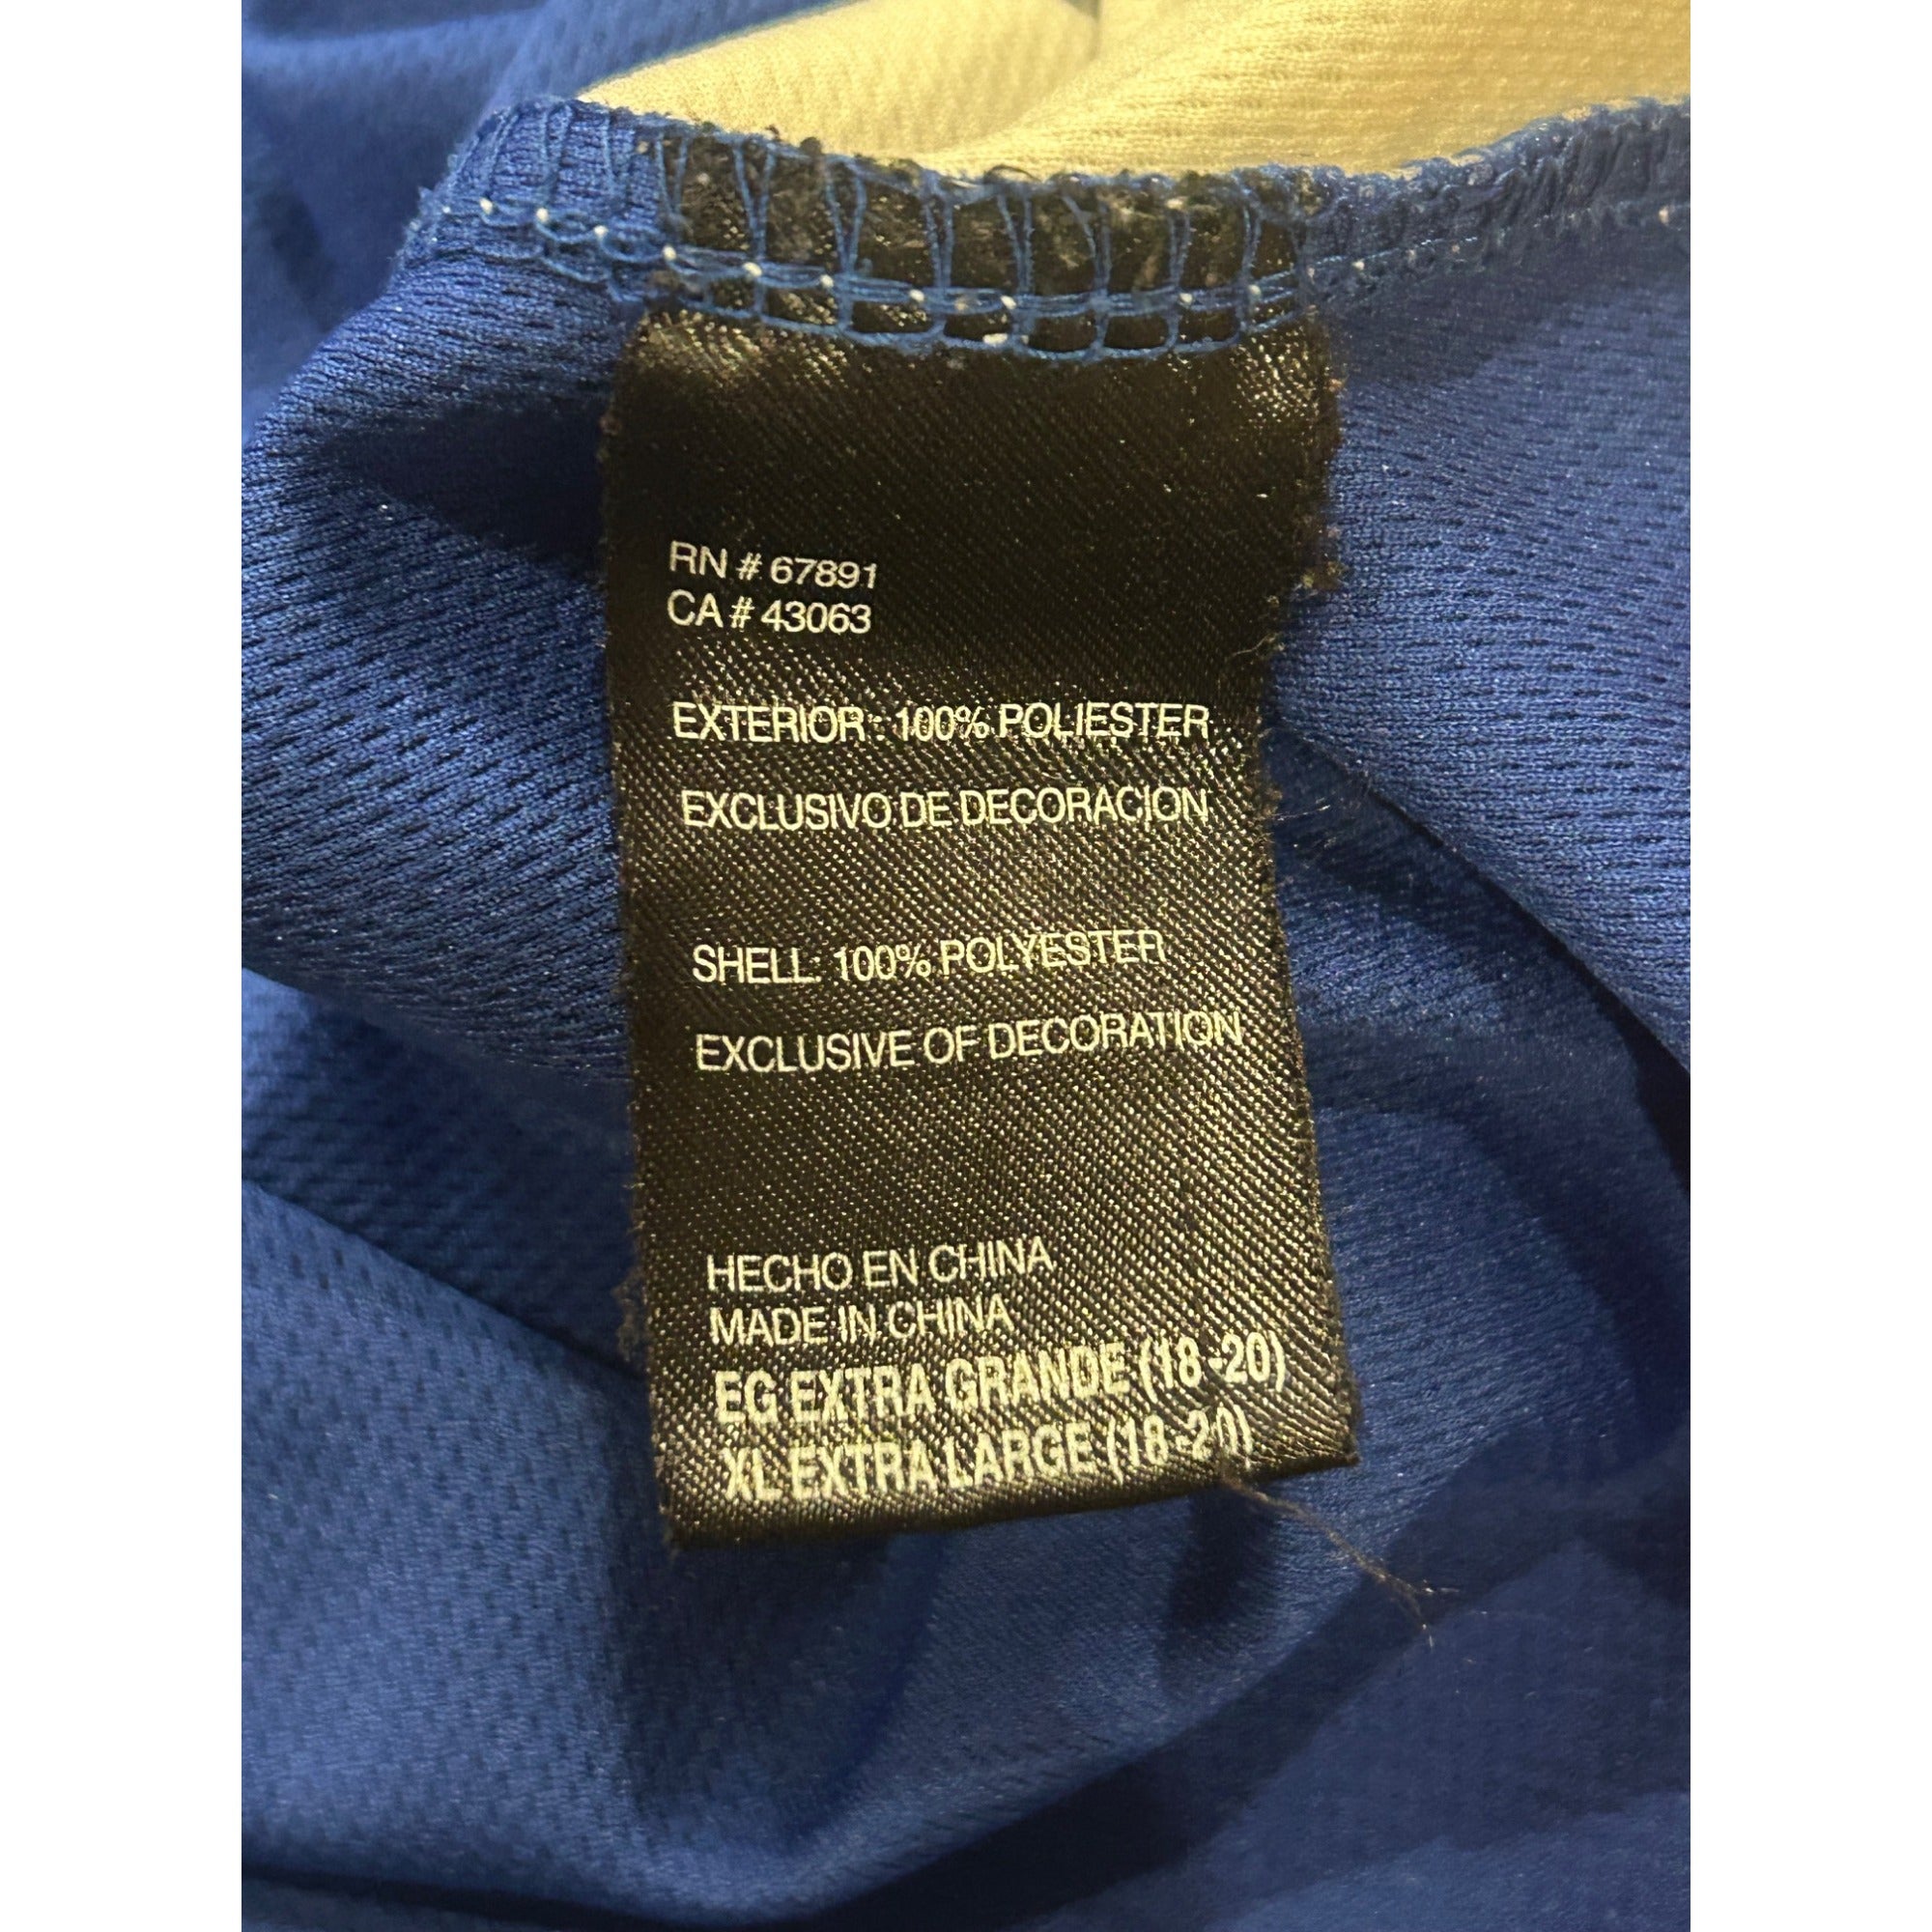 RN # 67891
CA # 43063
EXTERIOR : 100% POLIESTER
EXCLUSIVO DE DECORACION
SHELL: 100% POLYESTER
EXCLUSIVE OF DECORATION
HECHO EN CHINA
MADE IN CHINA
EG EXTRA GRANDE (18-20)
XL EXTRA LARGE (18-20)